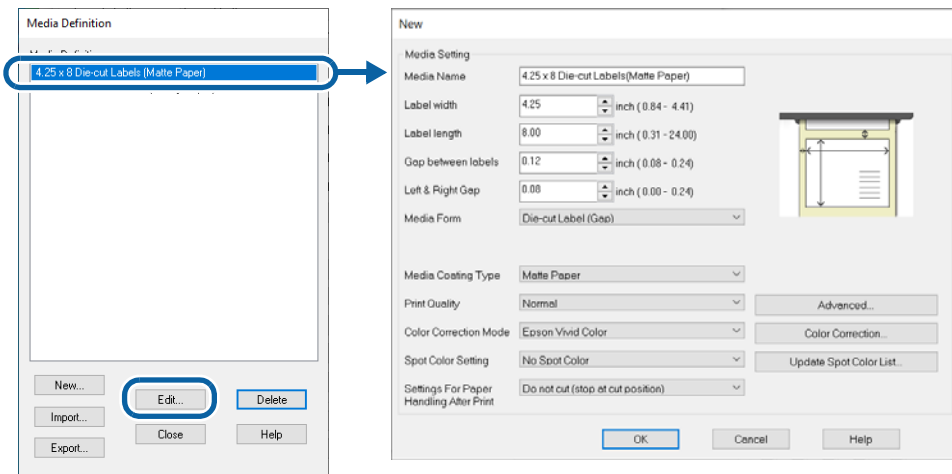 Media Definition
4.25 x 8 Die-cut Labels (Matte Paper)
New...
Edit...
Delete
Import...
Close
Help
Export...
New
Media Setting
Media Name 4.25 x 8 Die-cut Labels(Matte Paper)
Label width 4.25 inch ( 0.84 - 4.41)
Label length 8.00 inch ( 0.31 - 24.00)
Gap between labels 0.12 inch ( 0.08 - 0.24)
Left & Right Gap 0.08 inch ( 0.00 - 0.24)
Media Form Die-cut Label (Gap)
Media Coating Type Matte Paper
Print Quality Normal Advanced...
Color Correction Mode Epson Vivid Color Color Correction...
Spot Color Setting No Spot Color Update Spot Color List...
Settings For Paper Do not cut (stop at cut position)
Handling After Print
OK Cancel Help